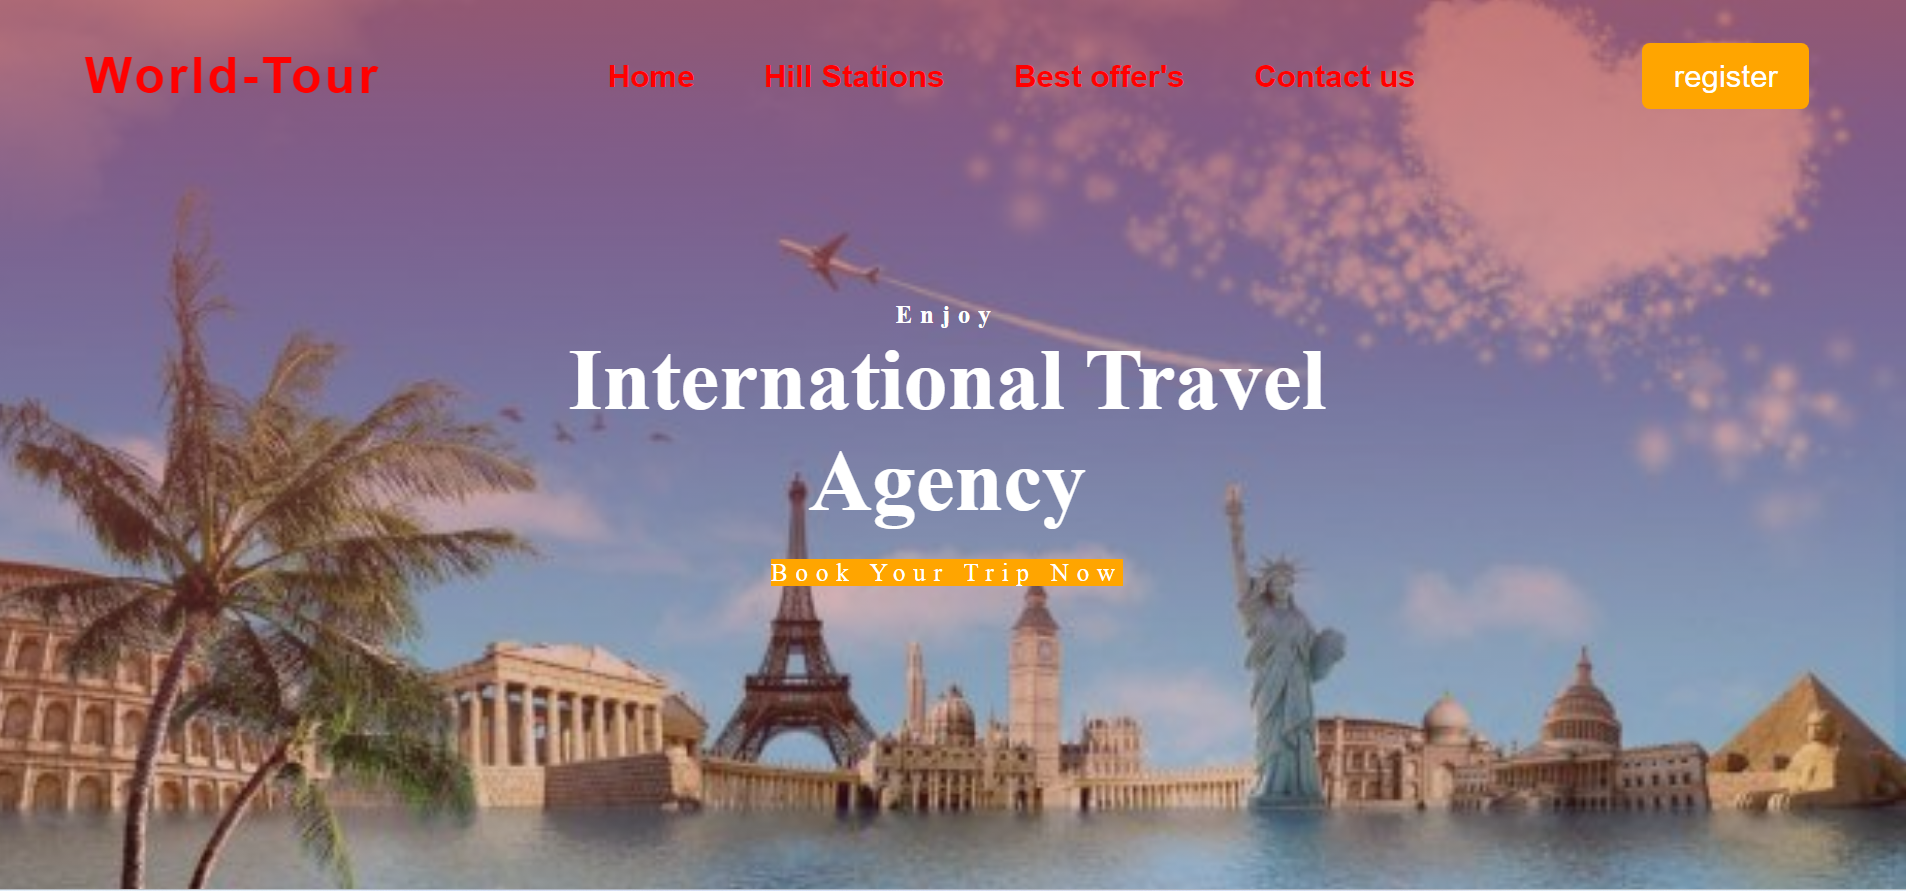 World-Tour
Home
Hill Stations
Best offer's
Contact us
register
Enjoy
International Travel
Agency
Book Your Trip Now